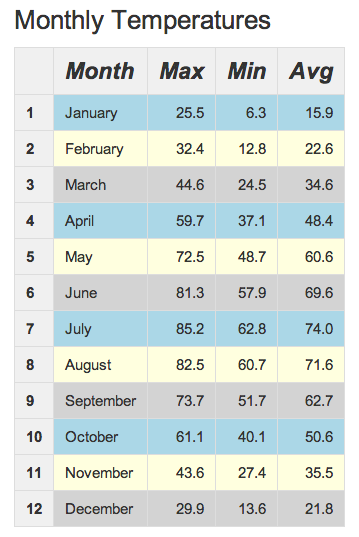 Monthly Temperatures
Month Max Min Avg
1 January 25.5 6.3 15.9
2 February 32.4 12.8 22.6
3 March 44.6 24.5 34.6
4 April 59.7 37.1 48.4
5 May 72.5 48.7 60.6
6 June 81.3 57.9 69.6
7 July 85.2 62.8 74.0
8 August 82.5 60.7 71.6
9 September 73.7 51.7 62.7
10 October 61.1 40.1 50.6
11 November 43.6 27.4 35.5
12 December 29.9 13.6 21.8